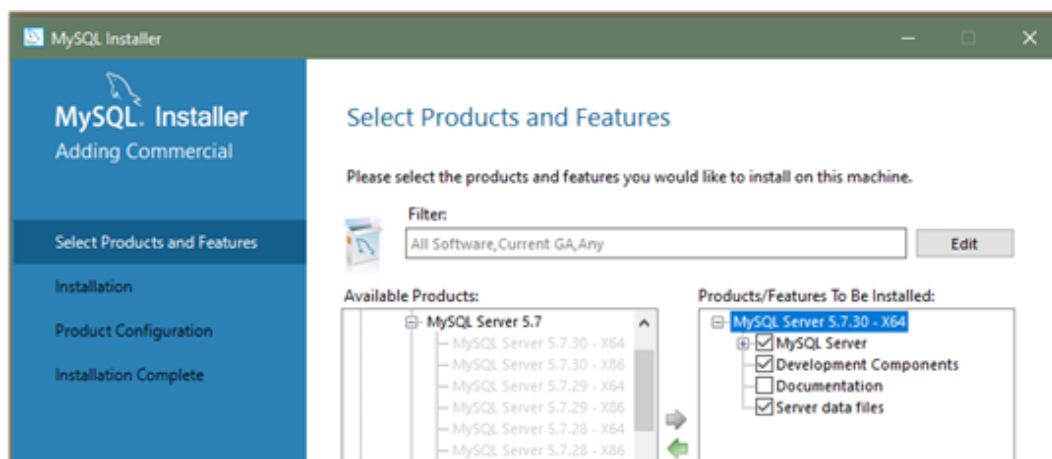 MySQL Installer
MySQL. Installer
Adding Commercial
Select Products and Features
Installation
Product Configuration
Installation Complete
Select Products and Features
Please select the products and features you would like to install on this machine.
Filter:
All Software,Current GA,Any
Edit
Available Products:
MySQL Server 5.7
MySQL Server 5.7.30 - X64
MySQL Server 5.7.30 - X86
MySQL Server 5.7.29 - X64
MySQL Server 5.7.29 - X86
MySQL Server 5.7.28 - X64
MySQL Server 5.7.28 - X86
Products/Features To Be Installed:
MySQL Server 5.7.30 - X64
MySQL Server
Development Components
Documentation
Server data files